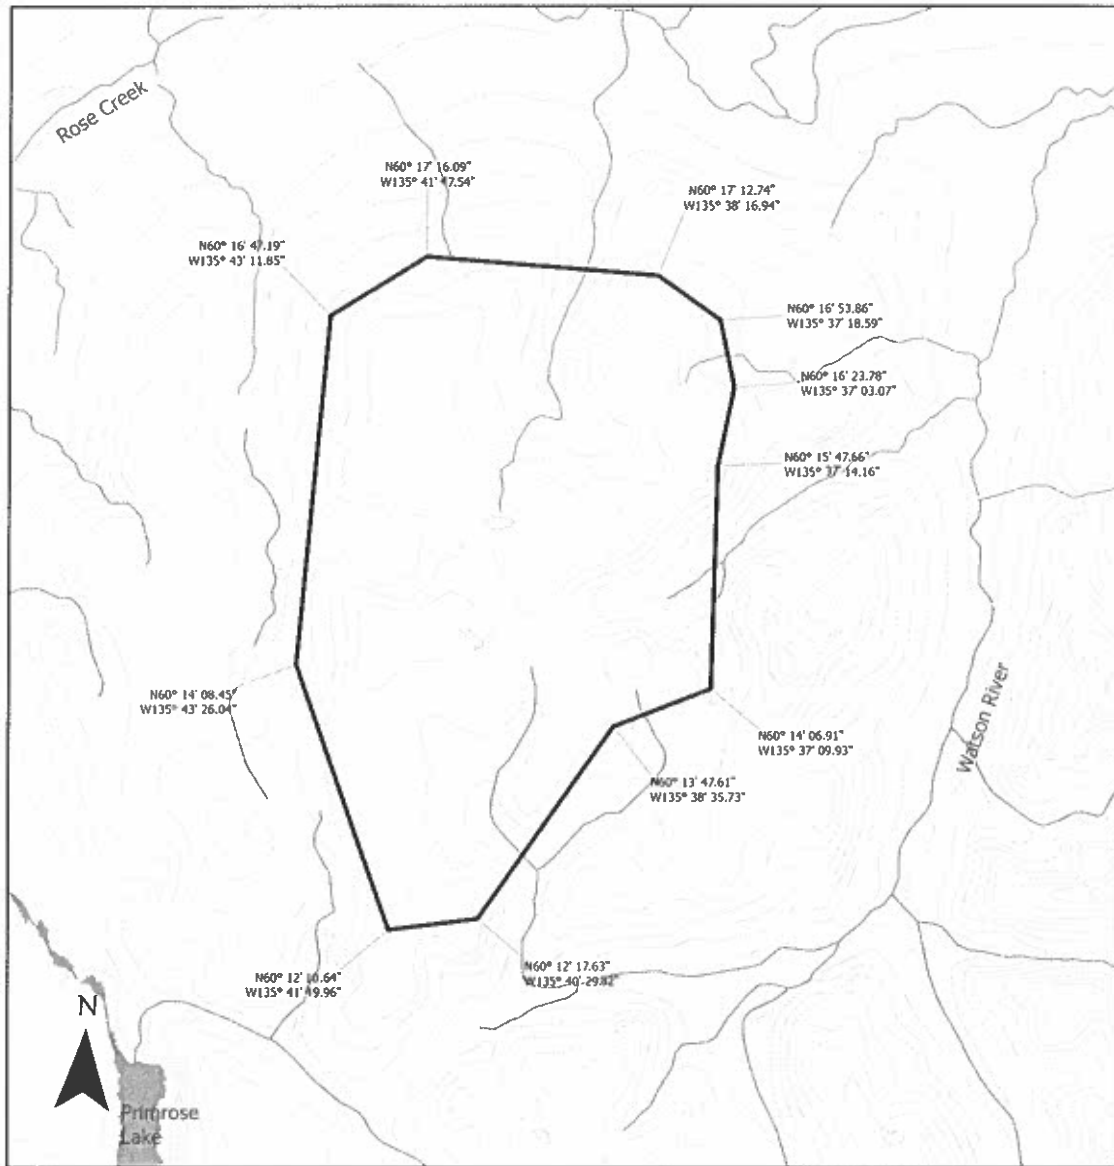 Rose Creek
N60° 17' 16.09"
W135° 41' 47.54"
N60° 17' 12.74"
W135° 38' 16.94"
N60° 16' 47.19"
W135° 43' 11.85"
N60° 16' 53.86"
W135° 37' 18.59"
N60° 16' 23.78"
W135° 37' 03.07"
N60° 15' 47.66"
W135° 37' 14.16"
N60° 14' 08.45"
W135° 43' 26.04"
N60° 14' 06.91"
W135° 37' 09.93"
Watson River
N60° 13' 47.61"
W135° 38' 35.73"
N60° 12' 10.64"
W135° 41' 49.96"
N60° 12' 17.63"
W135° 40' 29.82"
N
Primrose
Lake